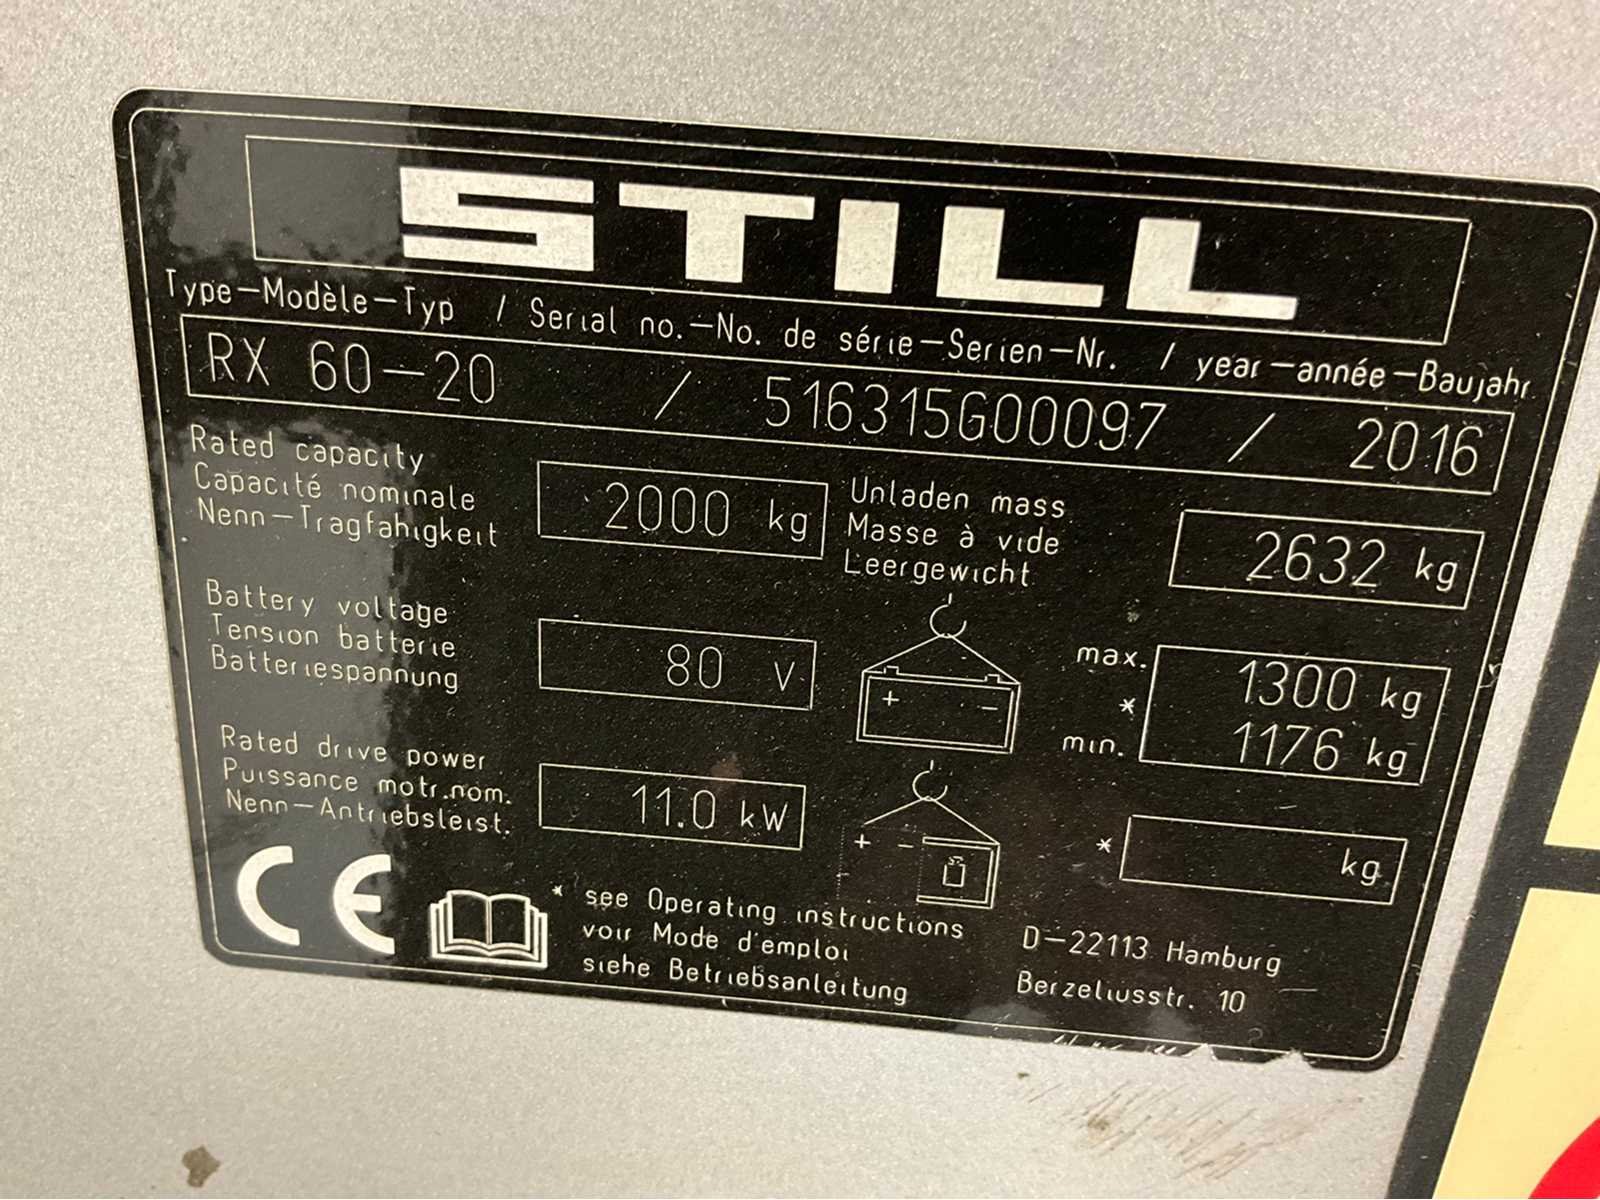 STILL
Type-Modèle-Typ / Serial no.-No. de série-Serien-Nr. / year-année-Baujahr
RX 60-20 / 516315G00097 / 2016
Rated capacity
Capacité nominale
Nenn-Tragfähigkeit
2000 kg
Unladen mass
Masse à vide
Leergewicht
2632 kg
Battery voltage
Tension batterie
Batteriespannung
80 V
+ -
max. 1300 kg
*
min. 1176 kg
Rated drive power
Puissance motr.nom.
Nenn-Antriebsleist.
11.0 kW
+ -
* kg
CE
* see Operating instructions
voir Mode d'emploi
siehe Betriebsanleitung
D-22113 Hamburg
Berzeliusstr. 10